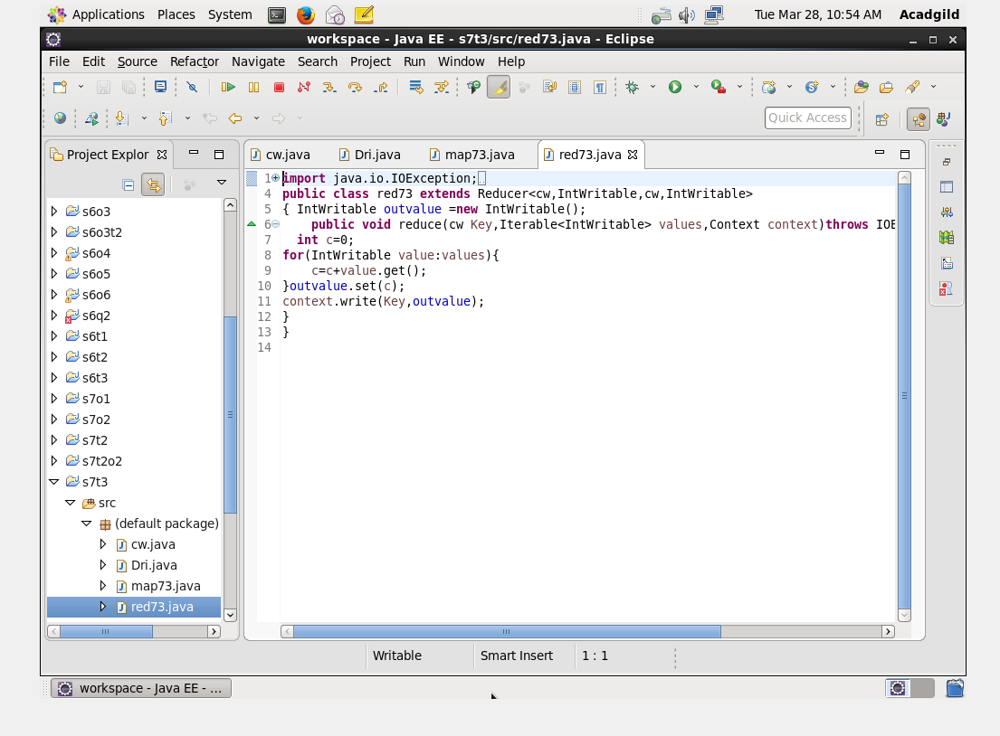 Applications Places System Tue Mar 28, 10:54 AM Acadgild
workspace - Java EE - s7t3/src/red73.java - Eclipse
File Edit Source Refactor Navigate Search Project Run Window Help
Quick Access
Project Explor
s6o3
s6o3t2
s6o4
s6o5
s6o6
s6q2
s6t1
s6t2
s6t3
s7o1
s7o2
s7t2
s7t2o2
s7t3
src
(default package)
cw.java
Dri.java
map73.java
red73.java
cw.java Dri.java map73.java red73.java
1 import java.io.IOException;
4 public class red73 extends Reducer<cw,IntWritable,cw,IntWritable>
5 { IntWritable outvalue =new IntWritable();
6 public void reduce(cw Key,Iterable<IntWritable> values,Context context)throws IOE
7 int c=0;
8 for(IntWritable value:values){
9 c=c+value.get();
10 }outvalue.set(c);
11 context.write(Key,outvalue);
12 }
13 }
14
Writable Smart Insert 1 : 1
workspace - Java EE - ...